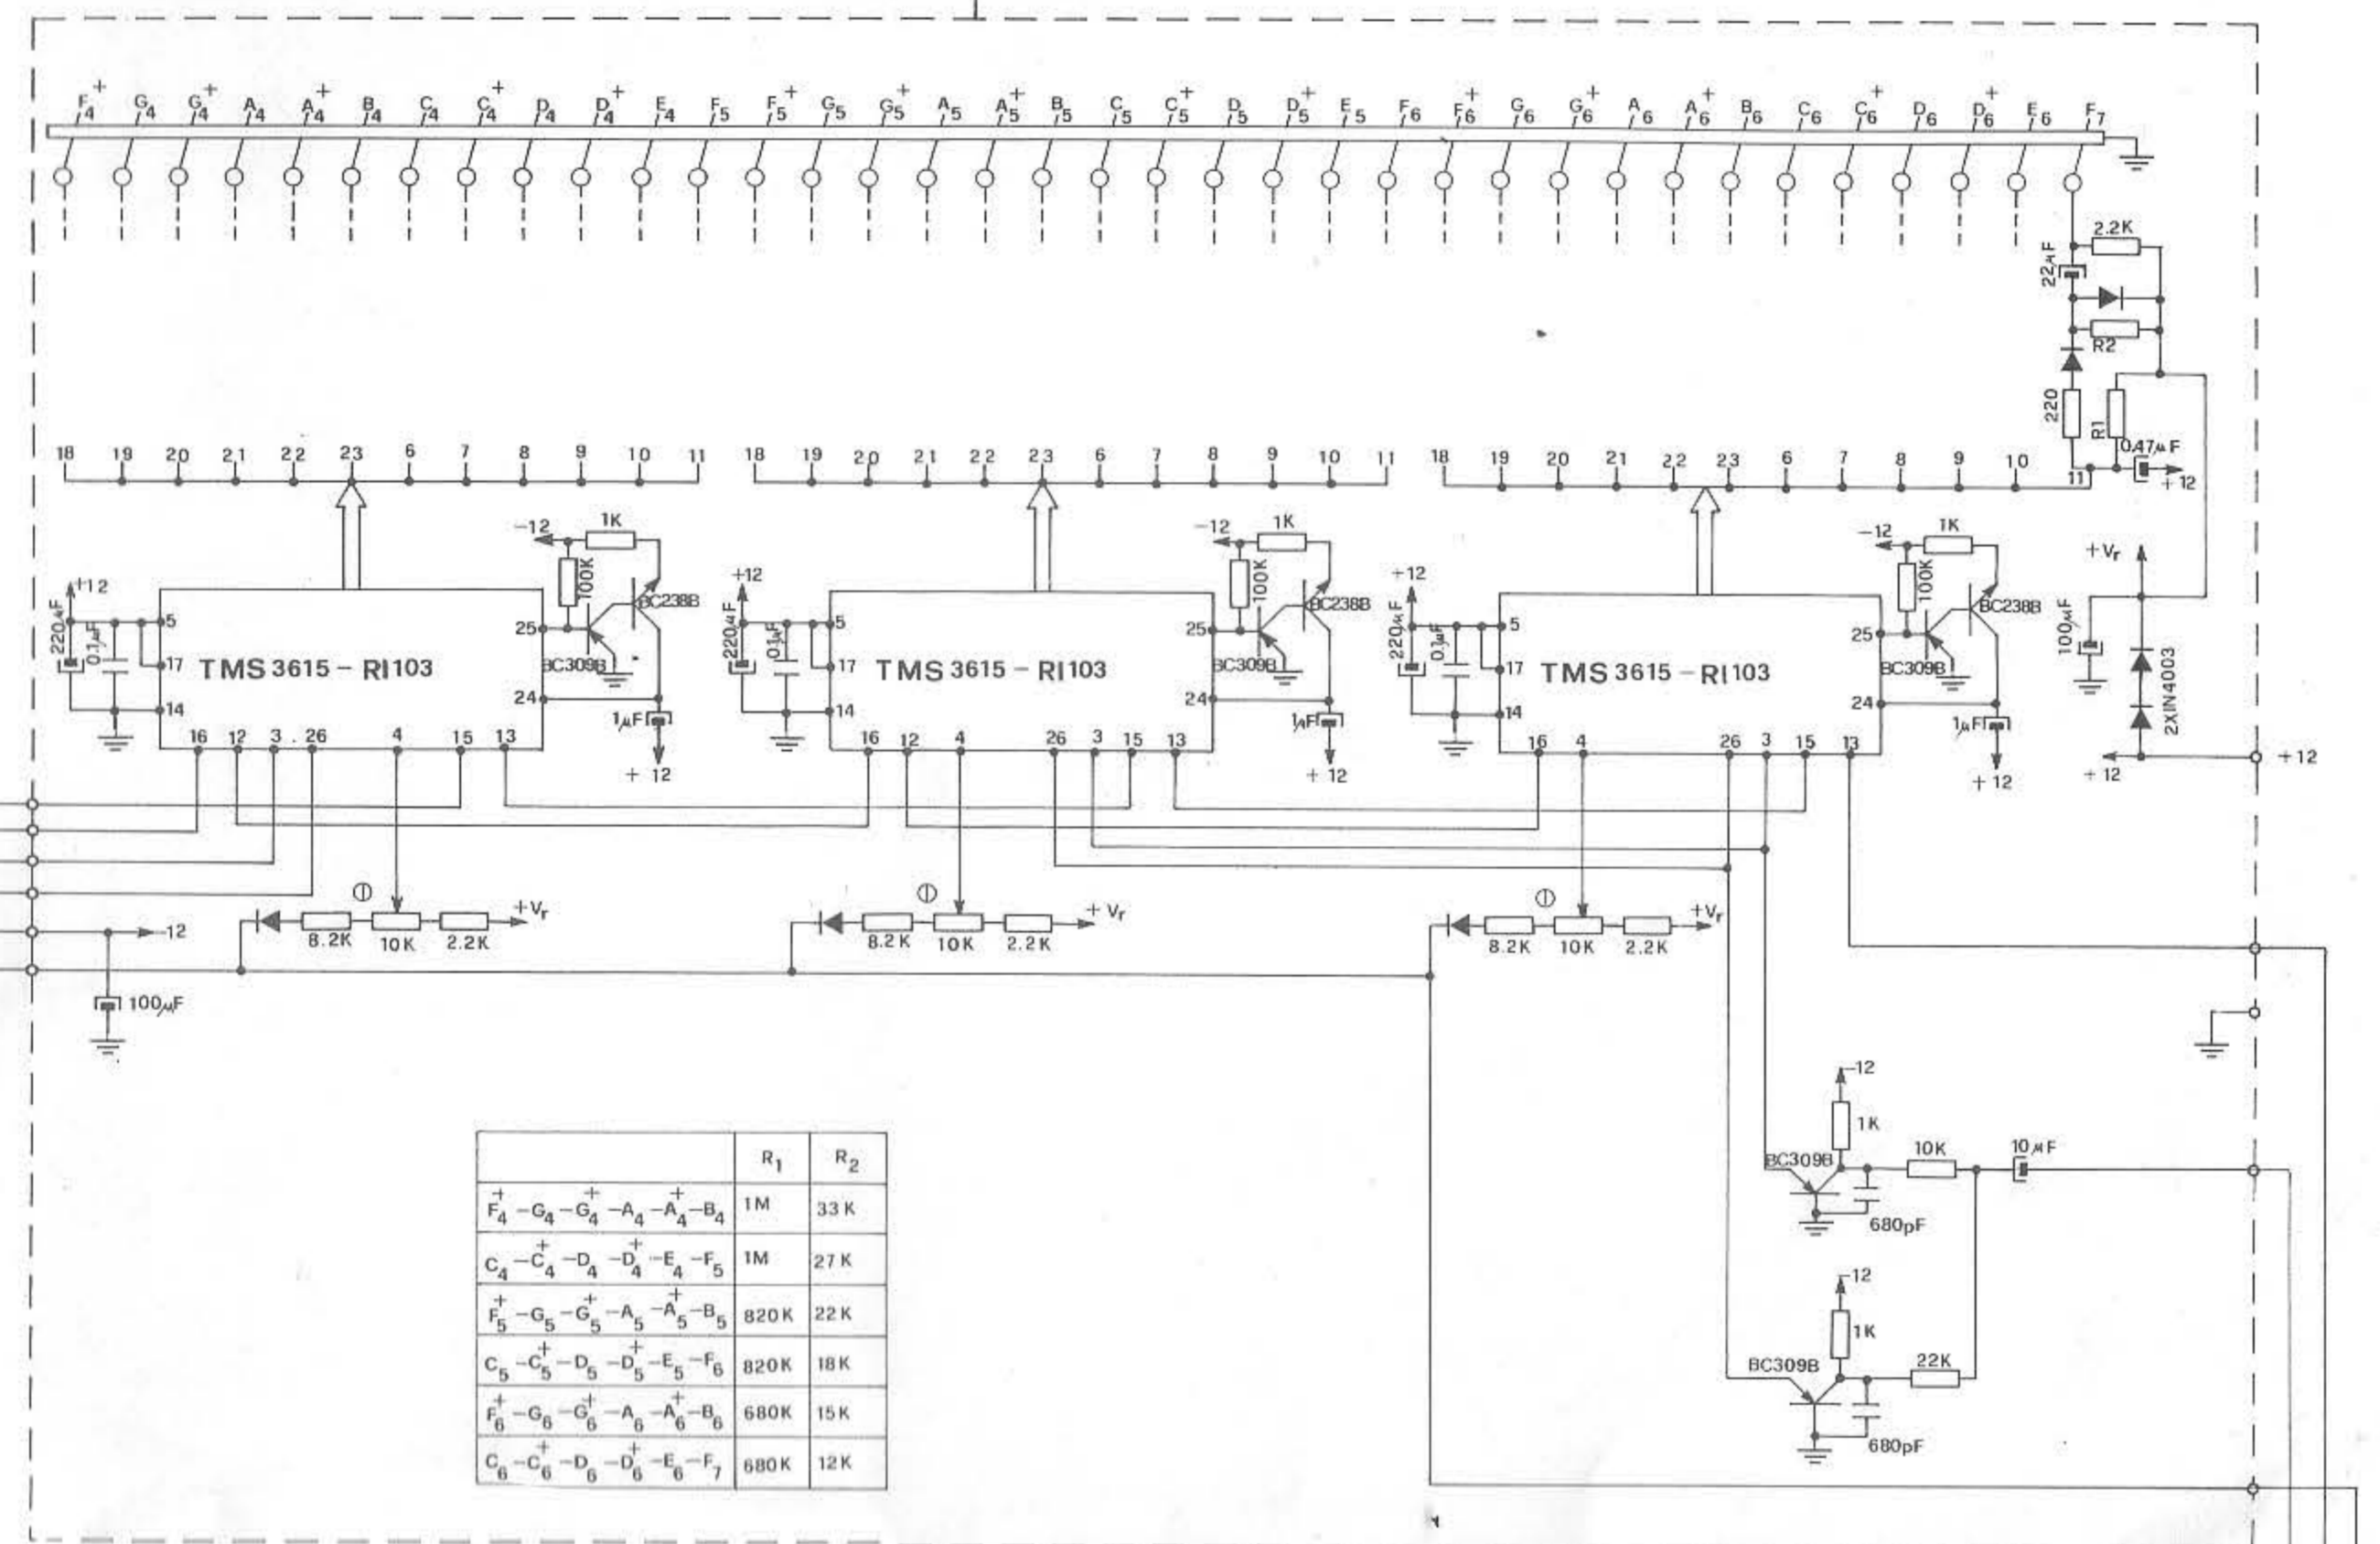 F4+ G4 G4+ A4 A4+ B4 C4 C4+ D4 D4+ E4 F5 F5+ G5 G5+ A5 A5+ B5 C5 C5+ D5 D5+ E5 F6 F6+ G6 G6+ A6 A6+ B6 C6 C6+ D6 D6+ E6 F7
2.2K
22µF
R2
220
R1
0.47µF
+12
18 19 20 21 22 23 6 7 8 9 10 11
18 19 20 21 22 23 6 7 8 9 10 11
18 19 20 21 22 23 6 7 8 9 10 11
-12 1K
100K
BC238B
+12
220µF
0.1µF
5
17
14
TMS 3615 - RI103
25
24
BC309B
1µF
+ 12
16 12 3 26 4 15 13
-12 1K
100K
BC238B
+12
220µF
0.1µF
5
17
14
TMS 3615 - RI103
25
24
BC309B
1µF
+ 12
16 12 4 26 3 15 13
-12 1K
100K
BC238B
+12
220µF
0.1µF
5
17
14
TMS 3615 - RI103
25
24
BC309B
1µF
+ 12
16 4 26 3 15 13
+Vr
100µF
2XIN4003
+ 12
+12
1
8.2K 10K 2.2K +Vr
1
8.2K 10K 2.2K + Vr
1
8.2K 10K 2.2K +Vr
-12
100µF
-12
1K
BC309B
10K
10µF
680pF
-12
1K
BC309B
22K
680pF
R1 R2
F4+ -G4 -G4+ -A4 -A4+ -B4 1M 33K
C4 -C4+ -D4 -D4+ -E4 -F5 1M 27K
F5+ -G5 -G5+ -A5 -A5+ -B5 820K 22K
C5 -C5+ -D5 -D5+ -E5 -F6 820K 18K
F6+ -G6 -G6+ -A6 -A6+ -B6 680K 15K
C6 -C6+ -D6 -D6+ -E6 -F7 680K 12K